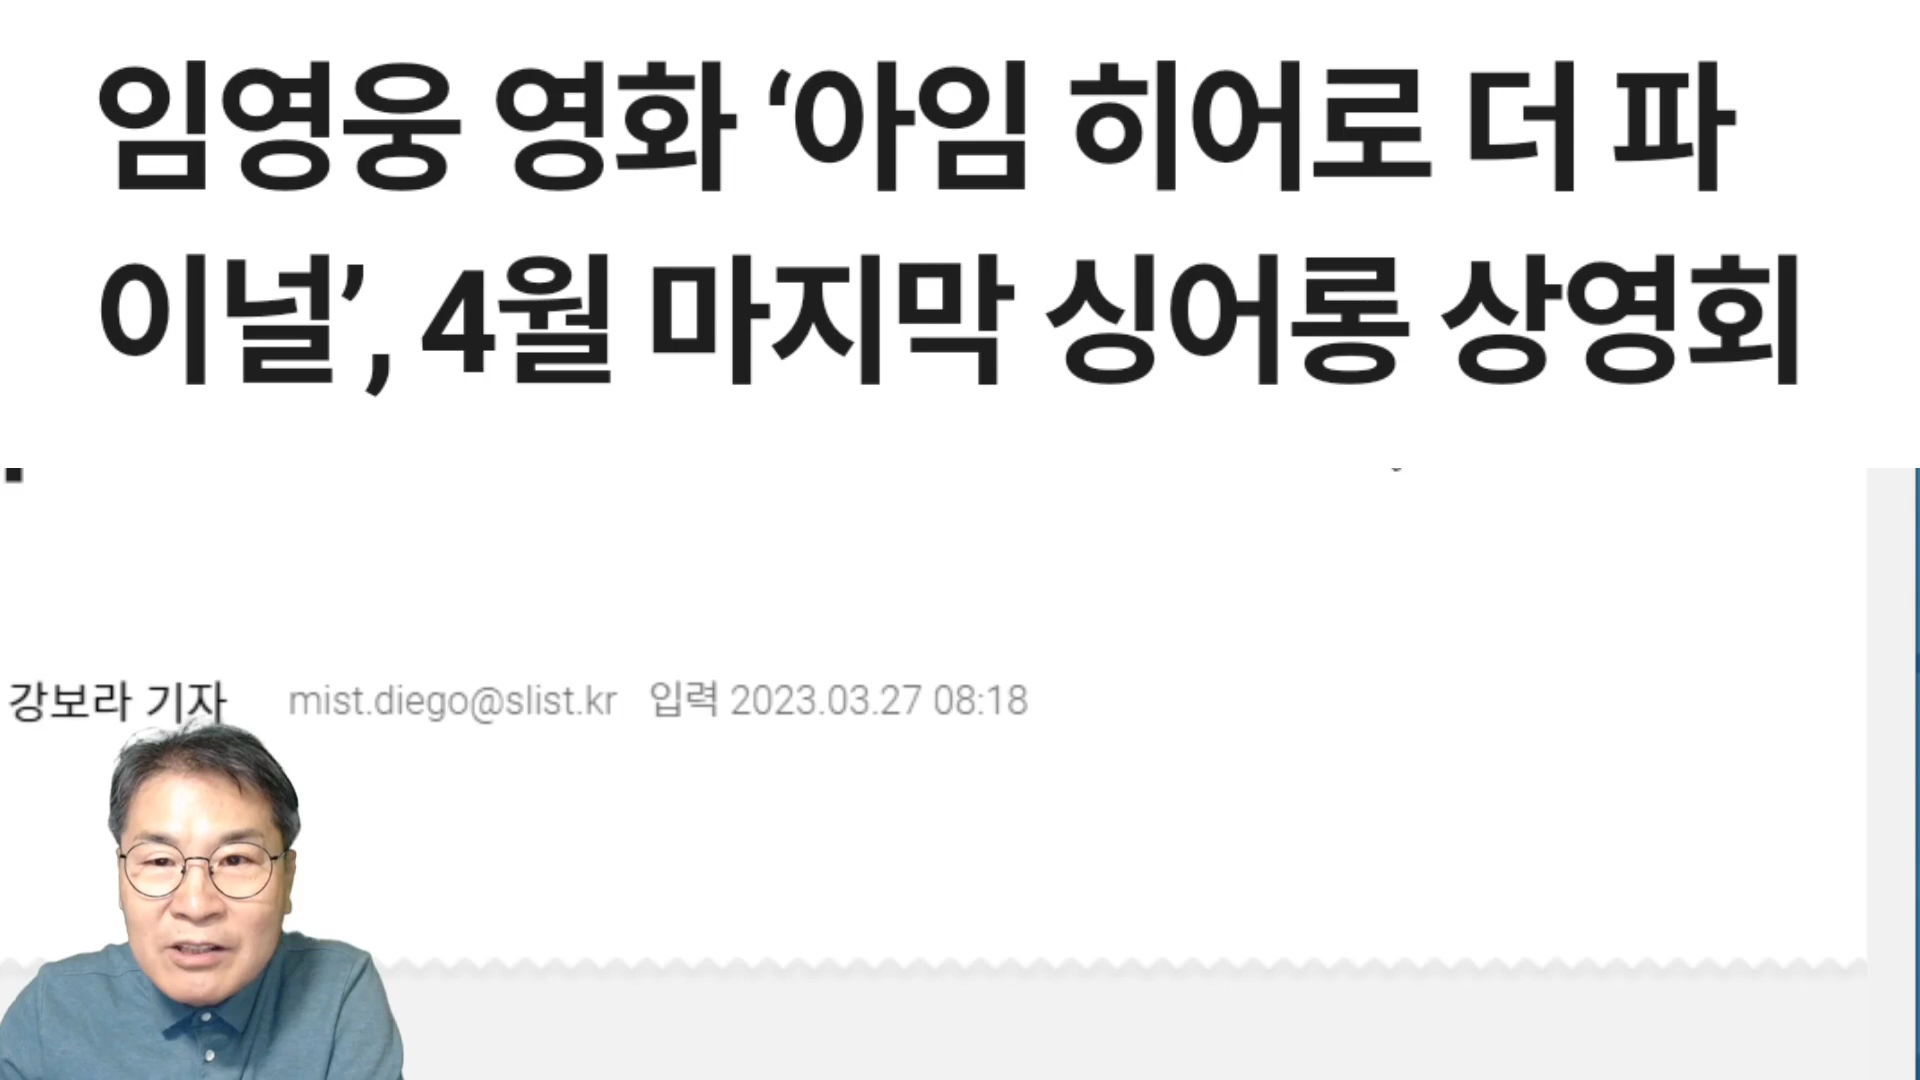 임영웅 영화 ‘아임 히어로 더 파
이널’, 4월 마지막 싱어롱 상영회
강보라 기자 mist.diego@slist.kr 입력 2023.03.27 08:18